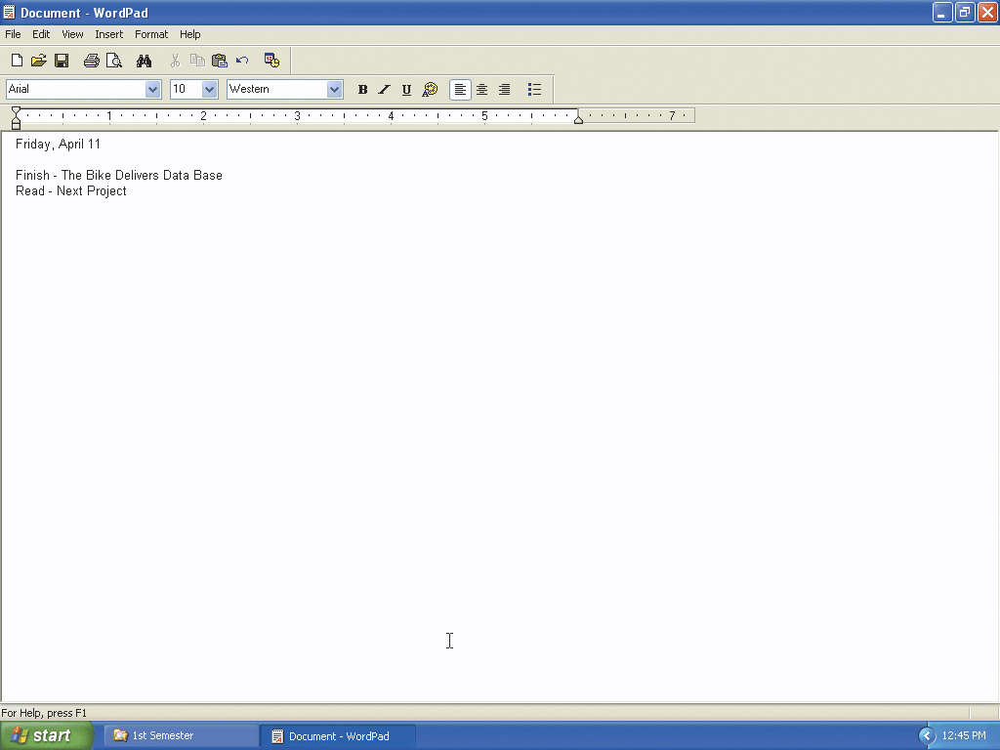 Document - WordPad
File Edit View Insert Format Help
Arial 10 Western B U
1 2 3 4 5 7
Friday, April 11
Finish - The Bike Delivers Data Base
Read - Next Project
For Help, press F1
start 1st Semester Document - WordPad 12:45 PM